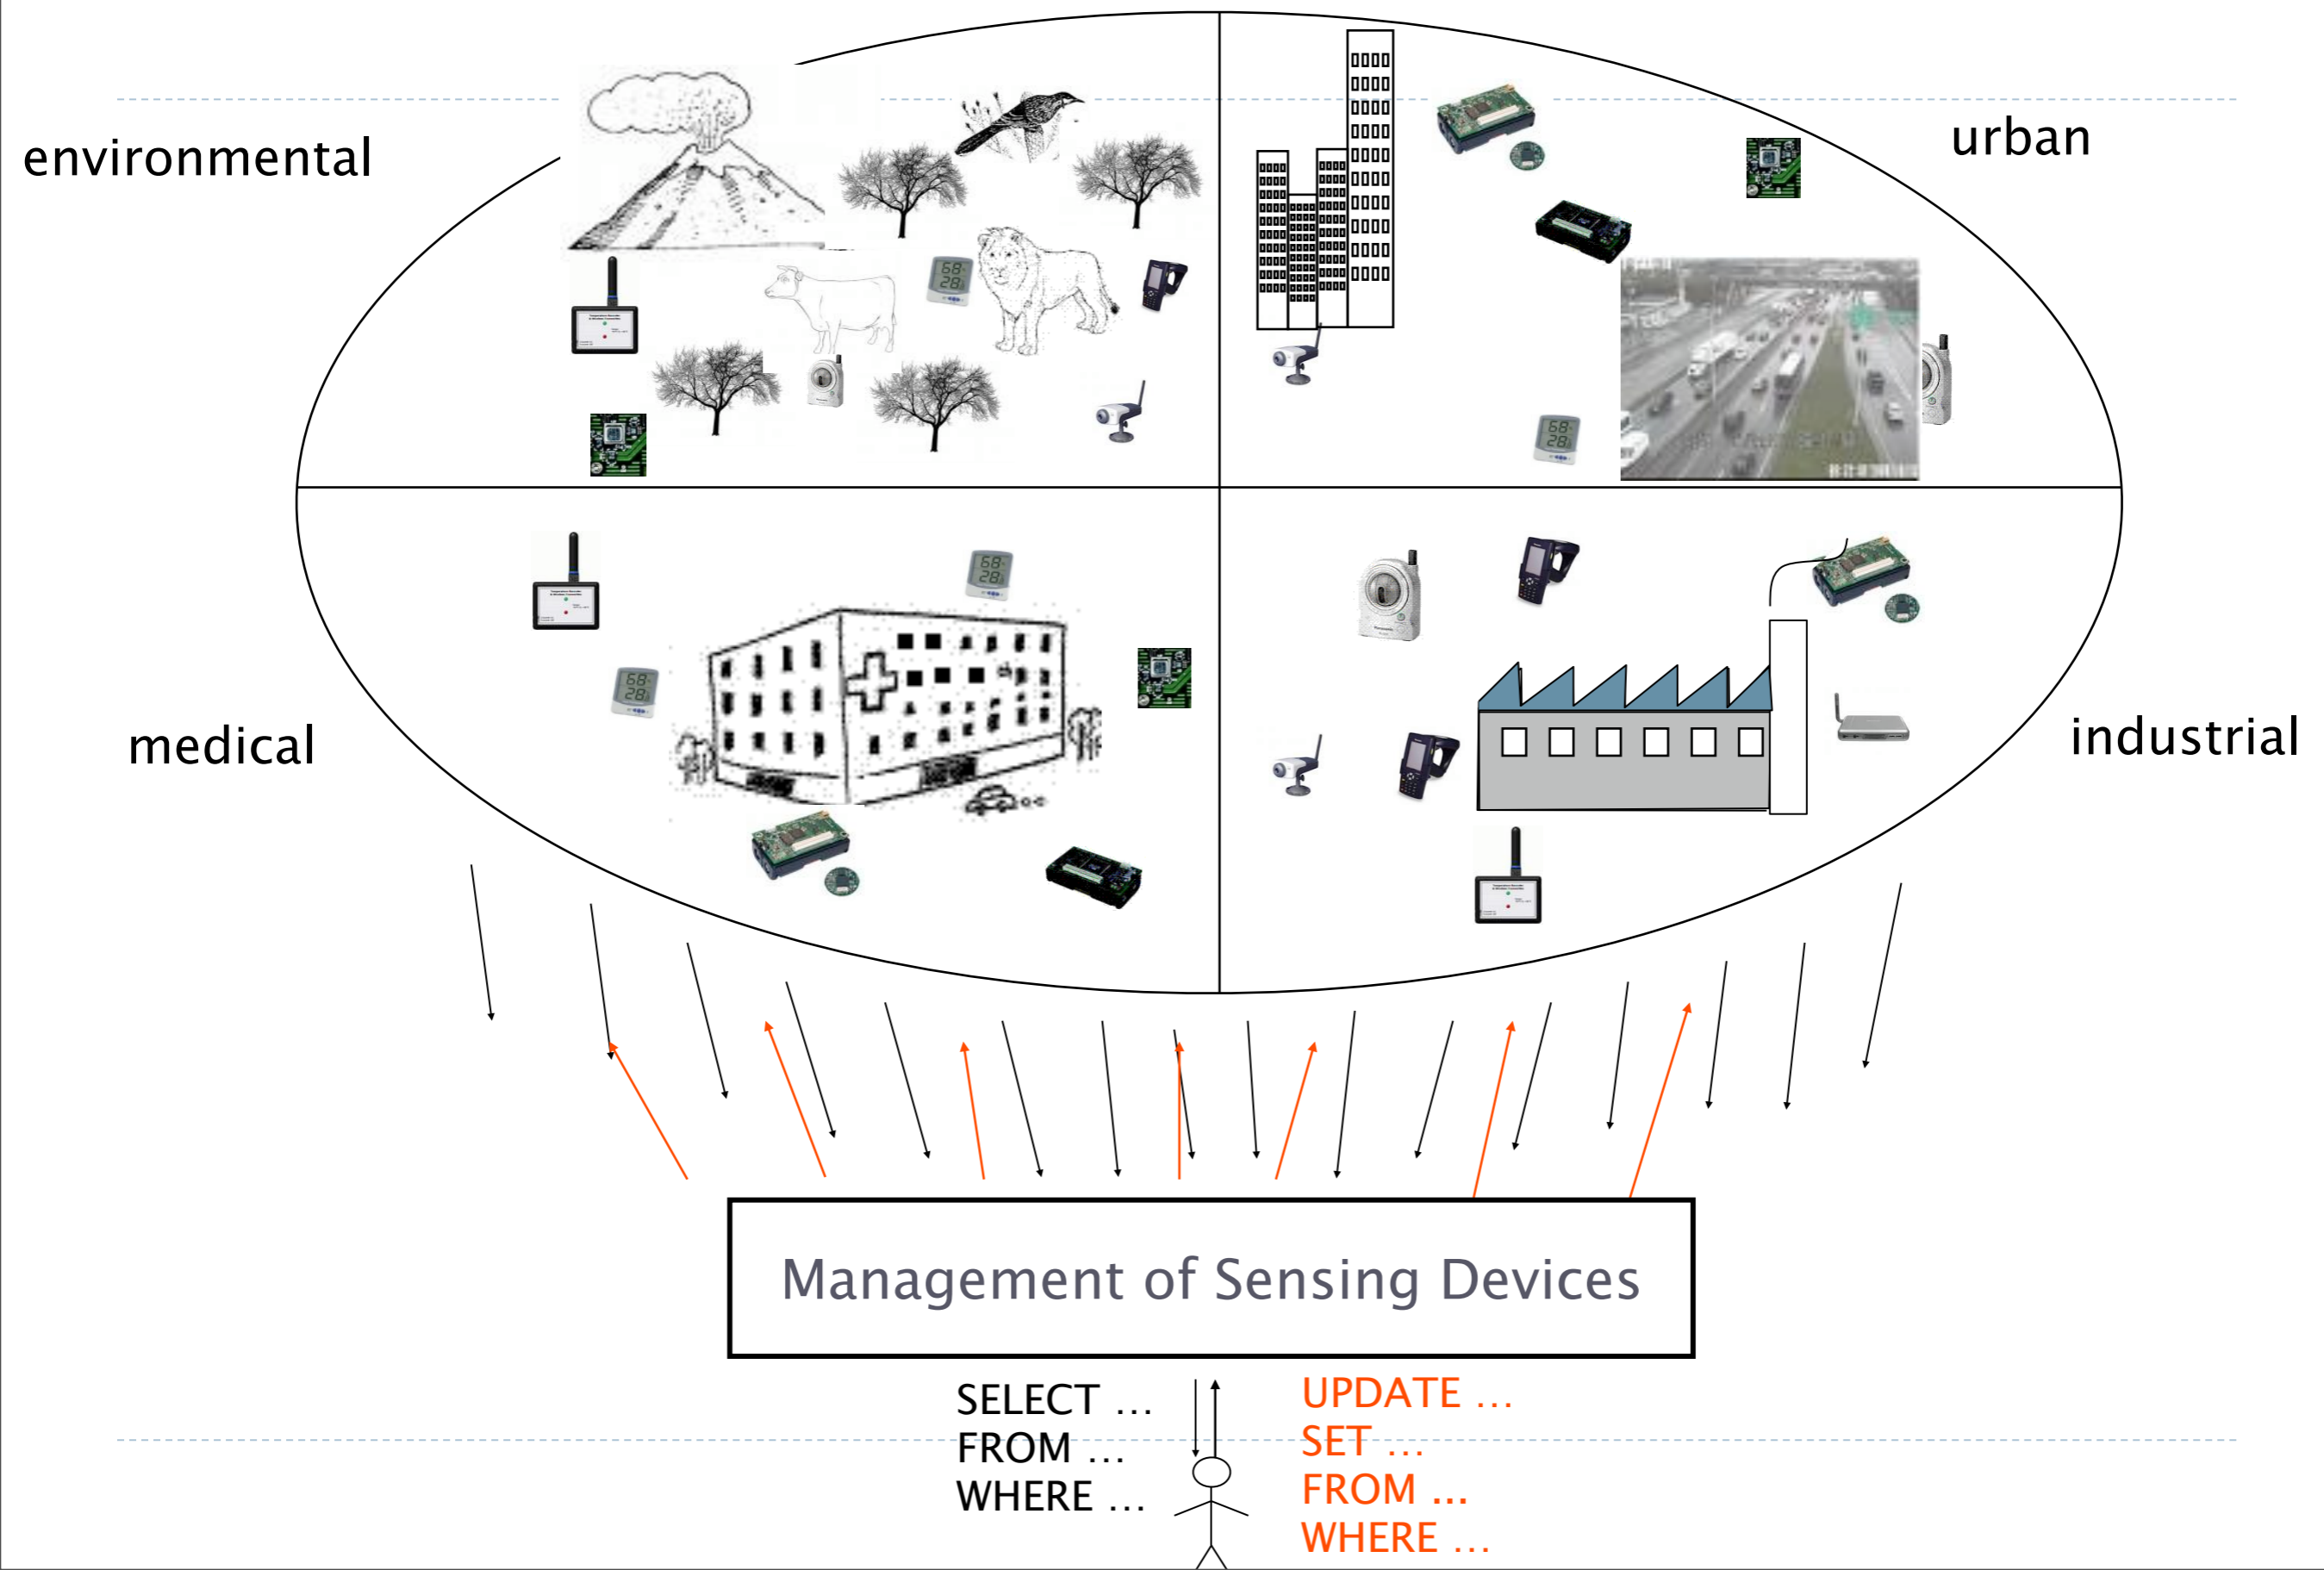 environmental
urban
medical
industrial
Management of Sensing Devices
SELECT …
FROM …
WHERE …
UPDATE …
SET …
FROM ...
WHERE …